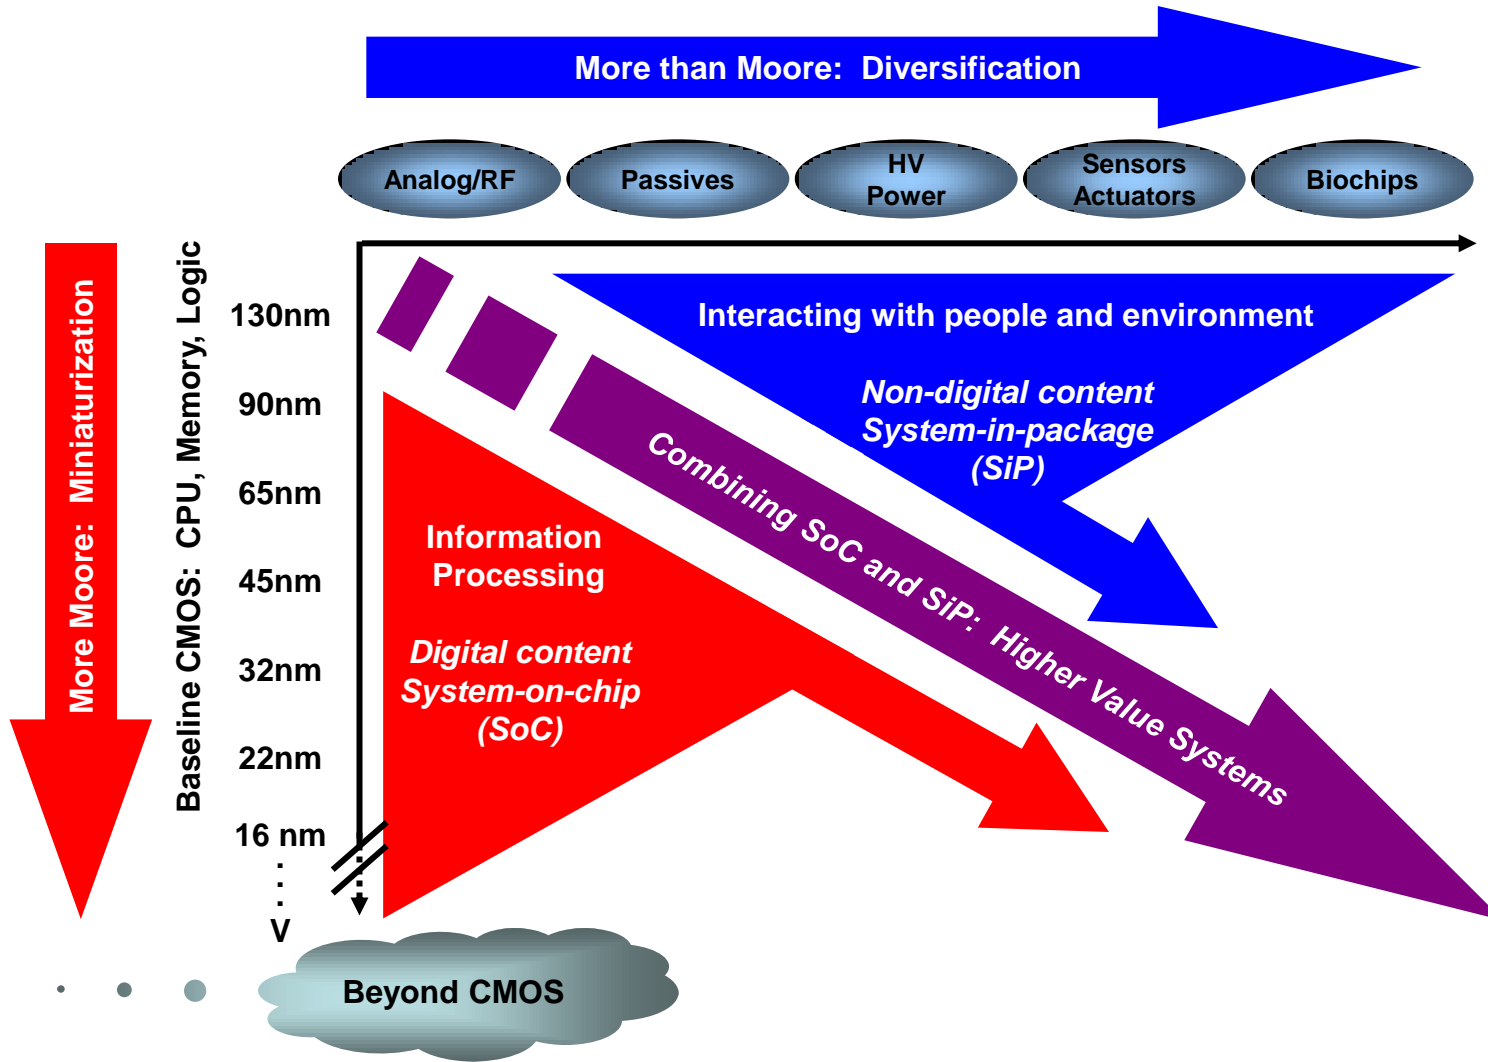 More than Moore:  Diversification
Analog/RF
Passives
HV
Power
Sensors
Actuators
Biochips
More Moore:  Miniaturization
Baseline CMOS:  CPU, Memory, Logic
130nm
90nm
65nm
45nm
32nm
22nm
16 nm
V
Interacting with people and environment
Non-digital content
System-in-package
(SiP)
Combining SoC and SiP:  Higher Value Systems
Information
Processing
Digital content
System-on-chip
(SoC)
Beyond CMOS